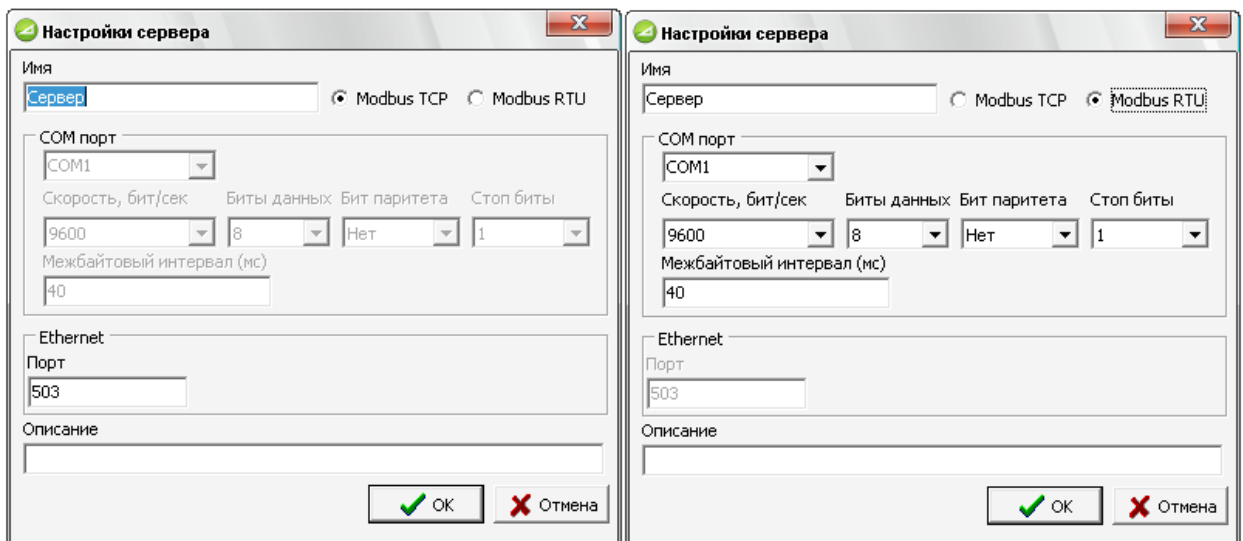 Настройки сервера
Имя
Сервер Modbus TCP Modbus RTU
COM порт
COM1
Скорость, бит/сек Биты данных Бит паритета Стоп биты
9600 8 Нет 1
Межбайтовый интервал (мс)
40
Ethernet
Порт
503
Описание
OK Отмена
Настройки сервера
Имя
Сервер Modbus TCP Modbus RTU
COM порт
COM1
Скорость, бит/сек Биты данных Бит паритета Стоп биты
9600 8 Нет 1
Межбайтовый интервал (мс)
40
Ethernet
Порт
503
Описание
OK Отмена